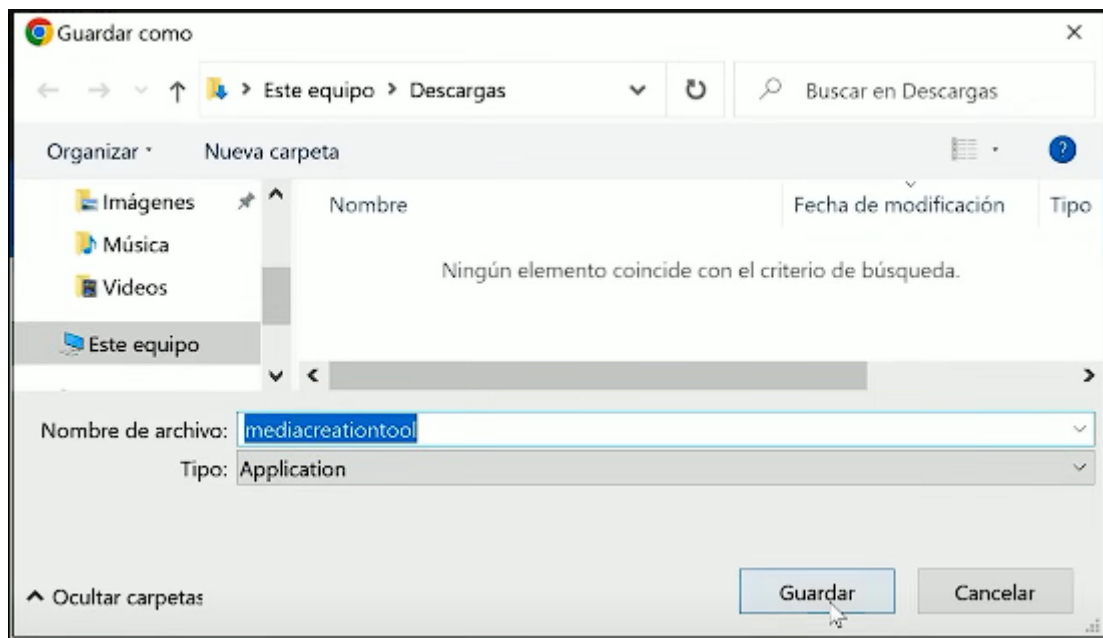 Guardar como
Este equipo > Descargas
Buscar en Descargas
Organizar
Nueva carpeta
?
Imágenes
Nombre
Fecha de modificación
Tipo
Música
Ningún elemento coincide con el criterio de búsqueda.
Videos
Este equipo
Nombre de archivo: mediacreationtool
Tipo: Application
Ocultar carpetas
Guardar
Cancelar